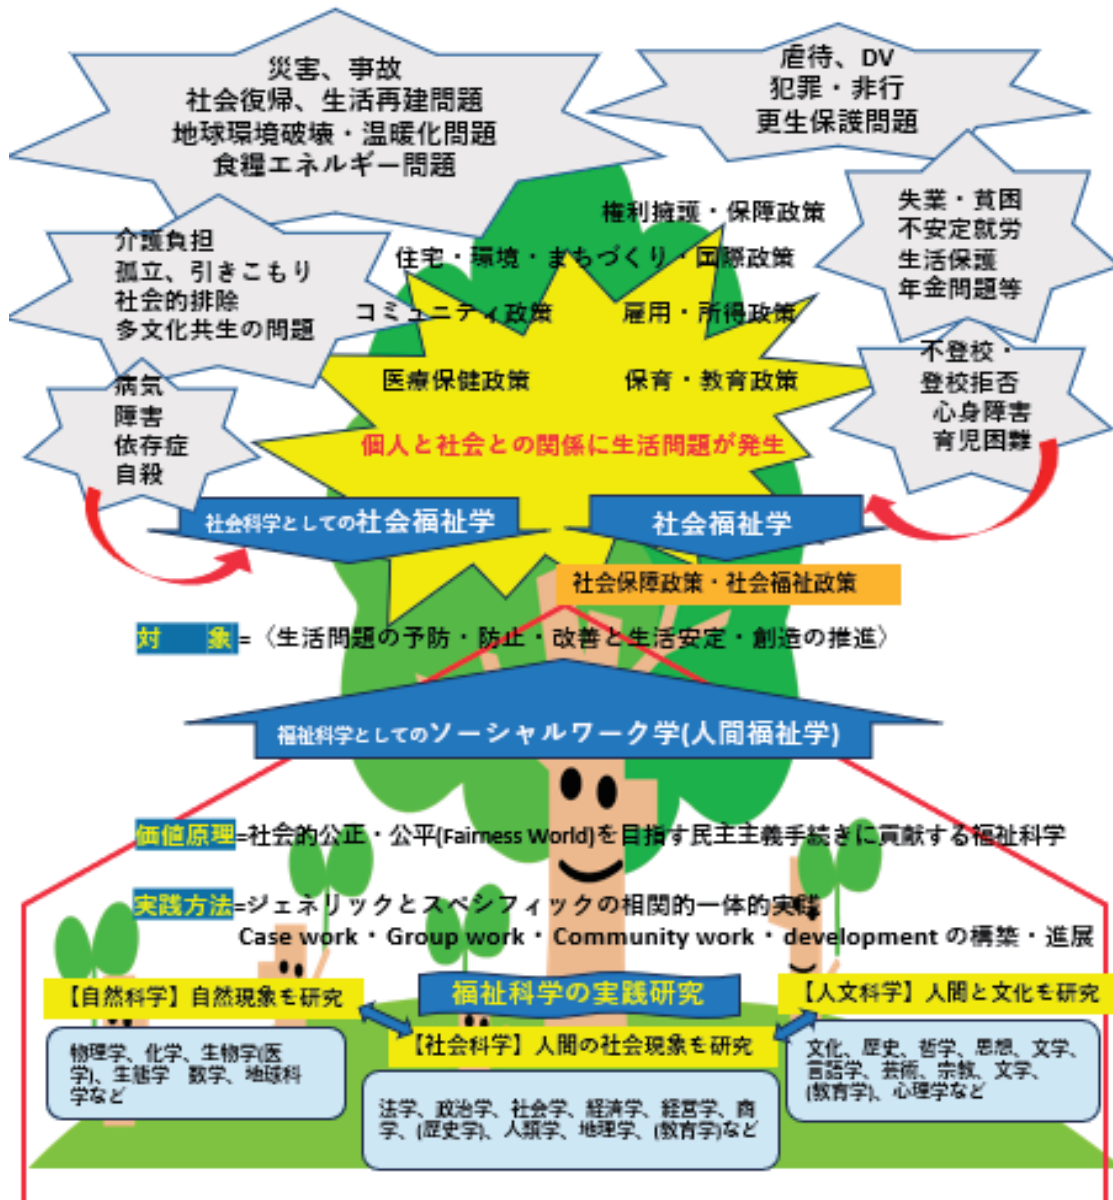 災害、事故
社会復帰、生活再建問題
地球環境破壊・温暖化問題
食糧エネルギー問題
虐待、DV
犯罪・非行
更生保護問題
失業・貧困
不安定就労
生活保護
年金問題等
介護負担
孤立、引きこもり
社会的排除
多文化共生の問題
権利擁護・保障政策
住宅・環境・まちづくり・国際政策
コミュニティ政策
雇用・所得政策
医療保健政策
保育・教育政策
不登校・
登校拒否
心身障害
育児困難
病気
障害
依存症
自殺
個人と社会との関係に生活問題が発生
社会科学としての社会福祉学
社会福祉学
社会保障政策・社会福祉政策
対　象=〈生活問題の予防・防止・改善と生活安定・創造の推進〉
福祉科学としてのソーシャルワーク学(人間福祉学)
価値原理=社会的公正・公平(Fairness World)を目指す民主主義手続きに貢献する福祉科学
実践方法=ジェネリックとスペシフィックの相関的一体的実践
Case work・Group work・Community work・development の構築・進展
福祉科学の実践研究
【自然科学】自然現象を研究
【人文科学】人間と文化を研究
【社会科学】人間の社会現象を研究
物理学、化学、生物学(医
学)、生態学　数学、地球科
学など
文化、歴史、哲学、思想、文学、
言語学、芸術、宗教、文学、
(教育学)、心理学など
法学、政治学、社会学、経済学、経営学、商
学、(歴史学)、人類学、地理学、(教育学)など